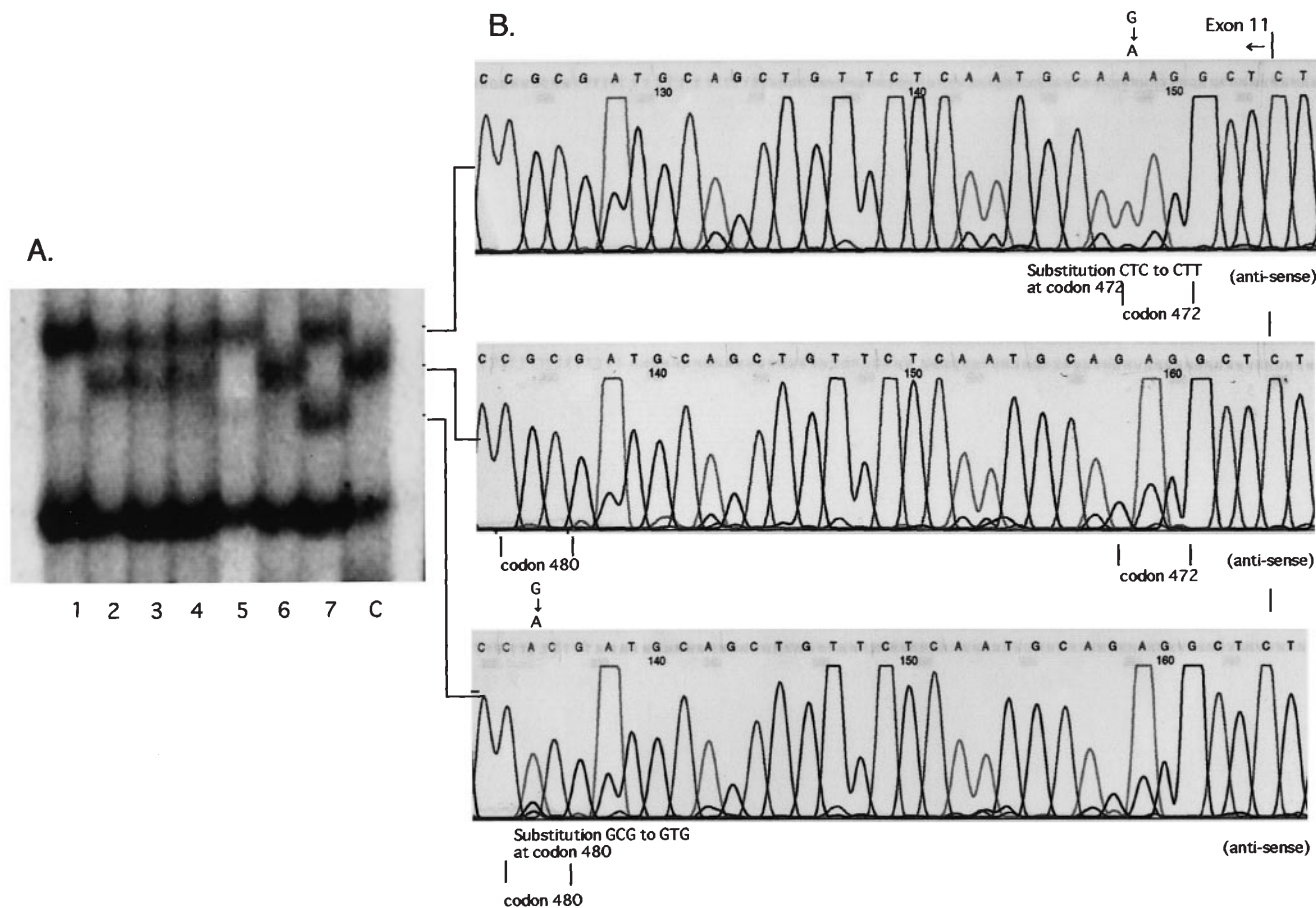 B.
G
↓
A
Exon 11
←
C C G C G A T G C A G C T G T T C T C A A T G C A A A G G C T C T
130 140 150
A.
Substitution CTC to CTT
at codon 472
(anti-sense)
codon 472
C C G C G A T G C A G C T G T T C T C A A T G C A G A G G C T C T
140 150 160
codon 480
codon 472
(anti-sense)
1 2 3 4 5 6 7 C
G
↓
A
C C A C G A T G C A G C T G T T C T C A A T G C A G A G G C T C T
140 150 160
Substitution GCG to GTG
at codon 480
(anti-sense)
codon 480